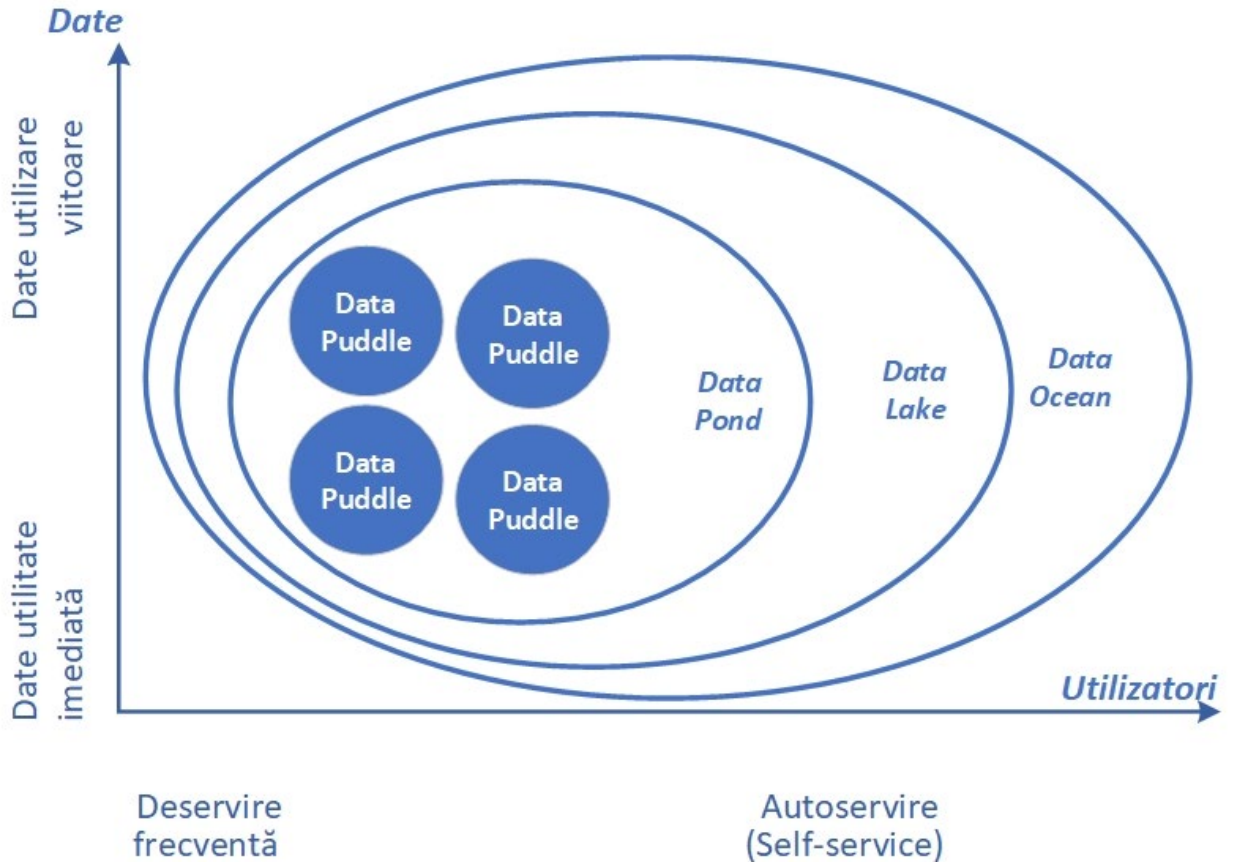 Date
Date utilizare
viitoare
Date utilitate
imediată
Data
Puddle
Data
Puddle
Data
Puddle
Data
Puddle
Data
Pond
Data
Lake
Data
Ocean
Utilizatori
Deservire
frecventă
Autoservire
(Self-service)